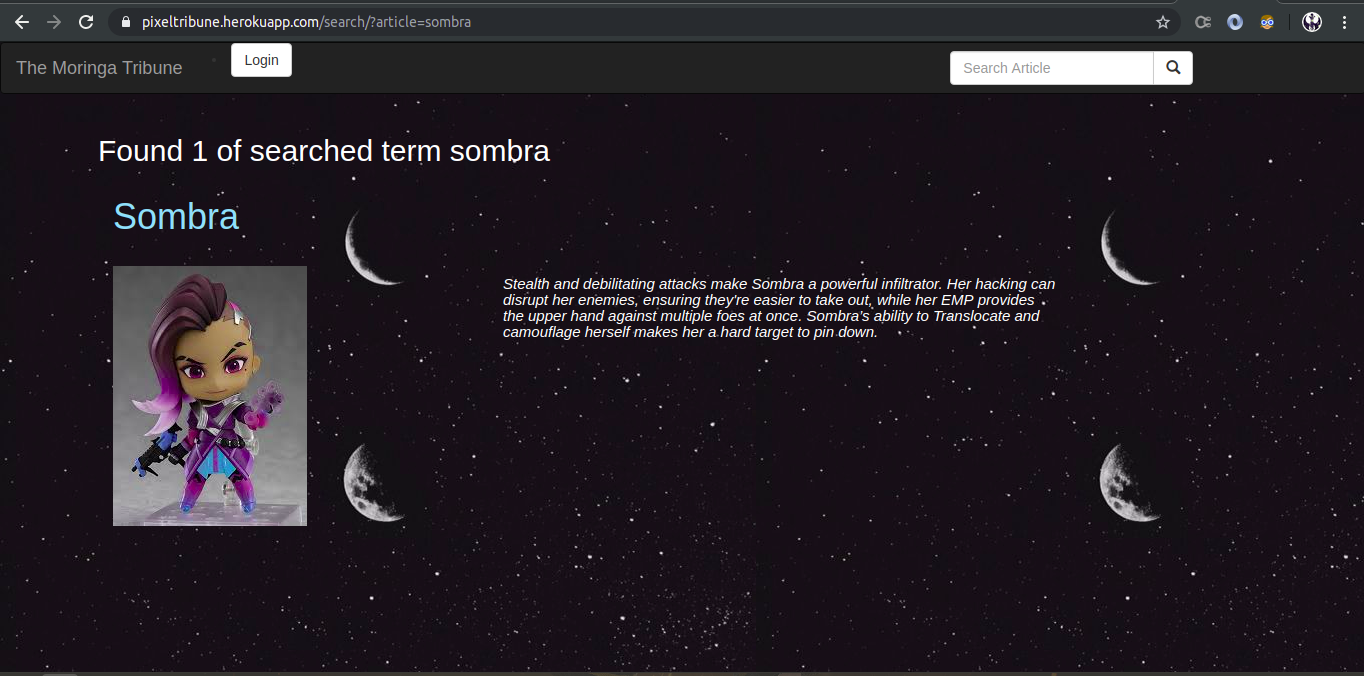 pixeltribune.herokuapp.com/search/?article=sombra
The Moringa Tribune
Login
Search Article
Found 1 of searched term sombra
Sombra
Stealth and debilitating attacks make Sombra a powerful infiltrator. Her hacking can
disrupt her enemies, ensuring they're easier to take out, while her EMP provides
the upper hand against multiple foes at once. Sombra's ability to Translocate and
camouflage herself makes her a hard target to pin down.